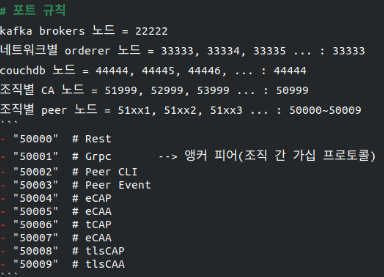 # 포트 규칙
kafka brokers 노드 = 22222
네트워크별 orderer 노드 = 33333, 33334, 33335 ... : 33333
couchdb 노드 = 44444, 44445, 44446, ... : 44444
조직별 CA 노드 = 51999, 52999, 53999 ... : 50999
조직별 peer 노드 = 51xx1, 51xx2, 51xx3 ... : 50000~50009
```
- "50000"  # Rest
- "50001"  # Grpc      --> 앵커 피어(조직 간 가십 프로토콜)
- "50002"  # Peer CLI
- "50003"  # Peer Event
- "50004"  # eCAP
- "50005"  # eCAA
- "50006"  # tCAP
- "50007"  # eCAA
- "50008"  # tlsCAP
- "50009"  # tlsCAA
```